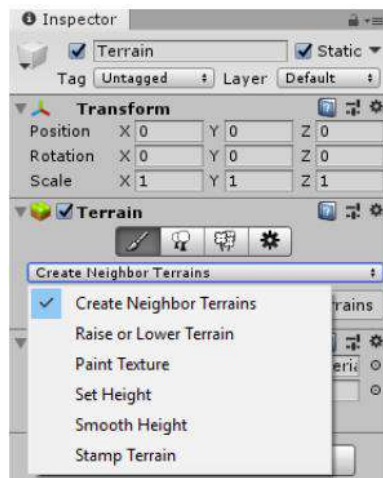 Inspector
Terrain Static
Tag Untagged Layer Default
Transform
Position X 0 Y 0 Z 0
Rotation X 0 Y 0 Z 0
Scale X 1 Y 1 Z 1
Terrain
Create Neighbor Terrains
Create Neighbor Terrains
rains
Raise or Lower Terrain
Paint Texture
eria
Set Height
Smooth Height
Stamp Terrain